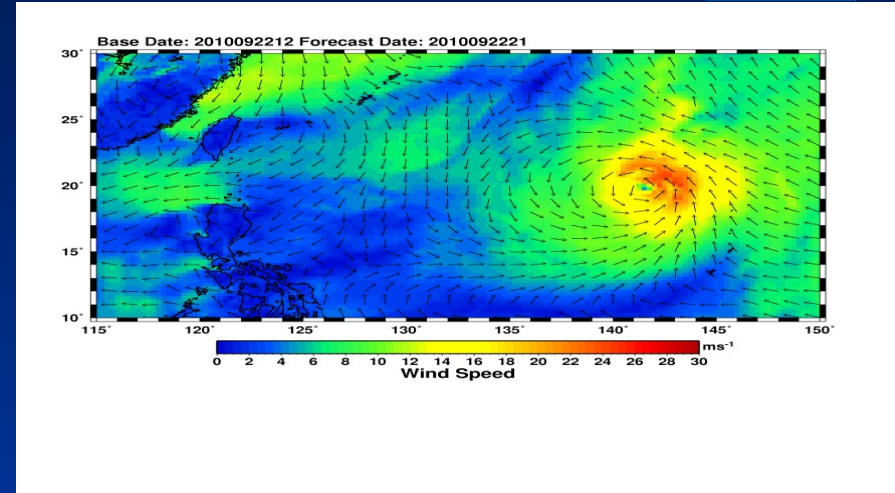 Base Date: 2010092212 Forecast Date: 2010092221
30°
25°
20°
15°
10°
115° 120° 125° 130° 135° 140° 145° 150°
0 2 4 6 8 10 12 14 16 18 20 22 24 26 28 30 ms⁻¹
Wind Speed